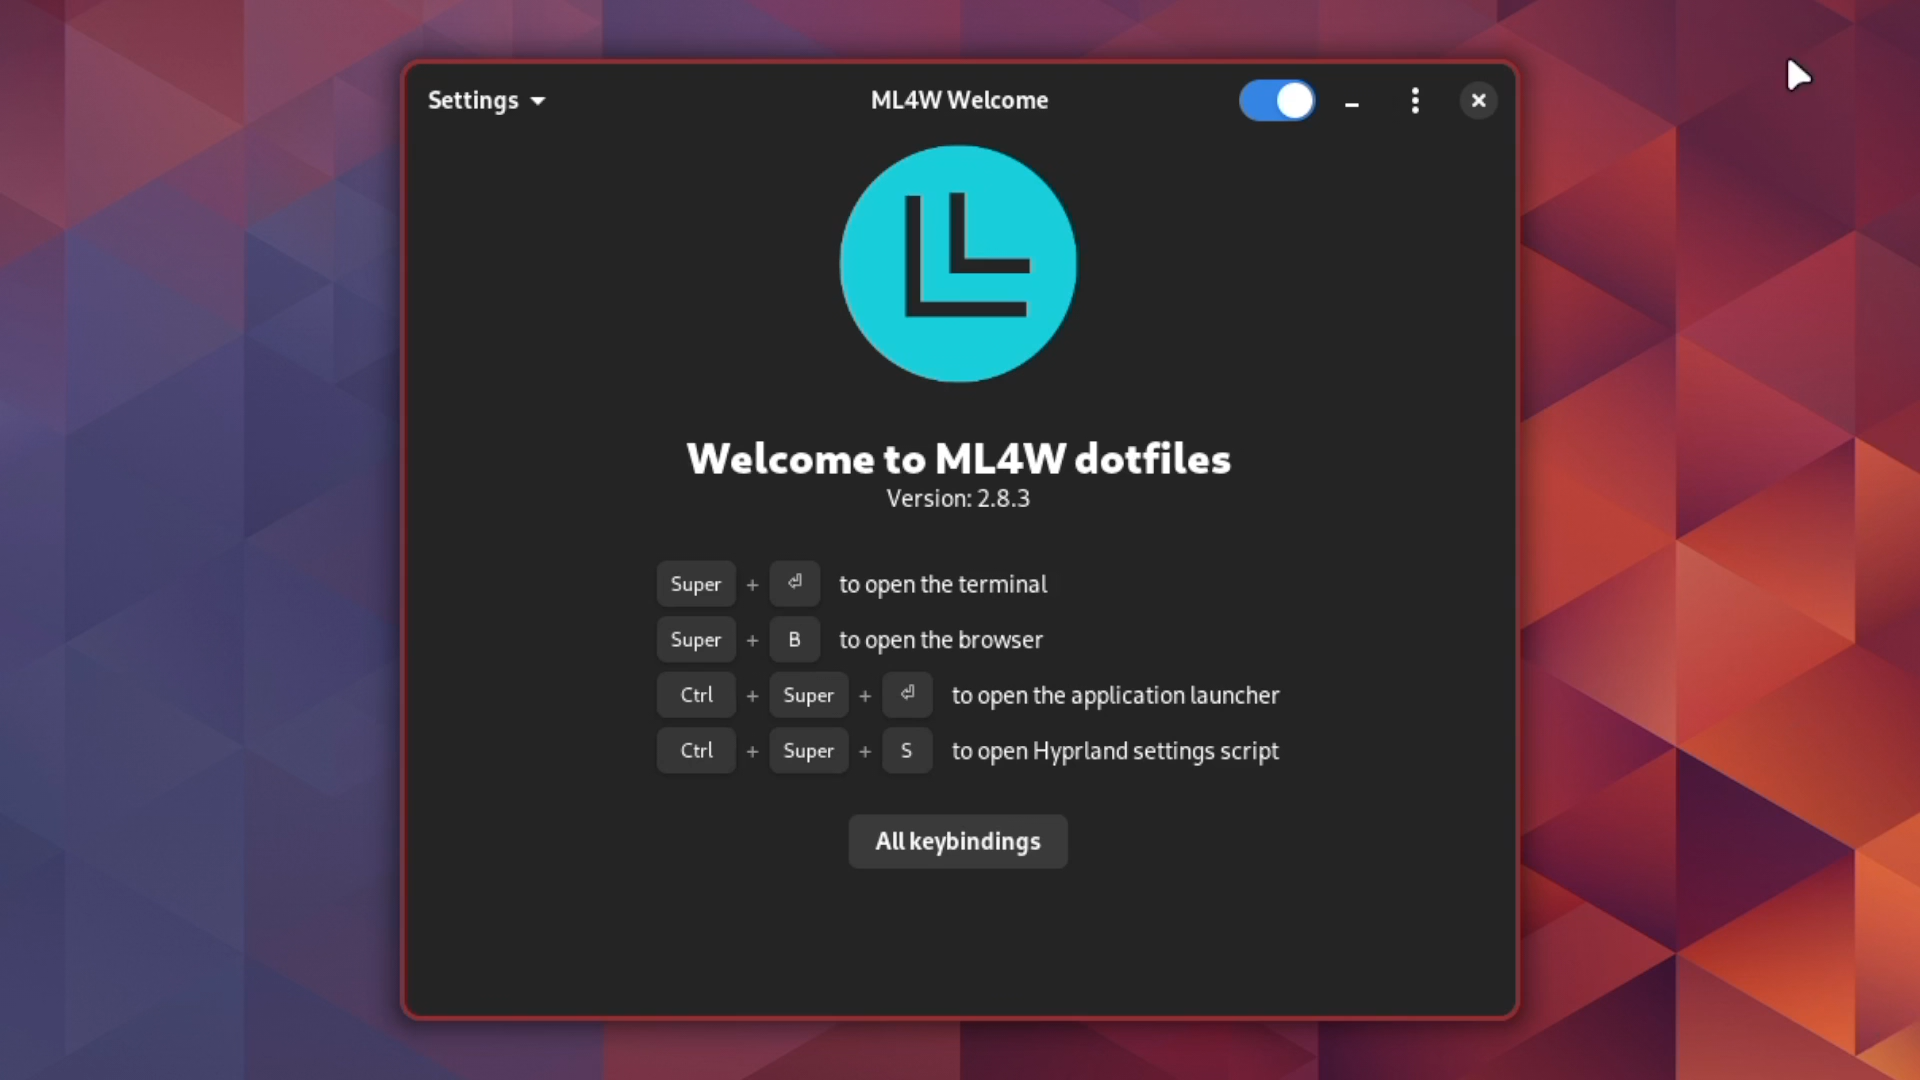 Settings
ML4W Welcome
Welcome to ML4W dotfiles
Version: 2.8.3
Super + ⏎ to open the terminal
Super + B to open the browser
Ctrl + Super + ⏎ to open the application launcher
Ctrl + Super + S to open Hyprland settings script
All keybindings